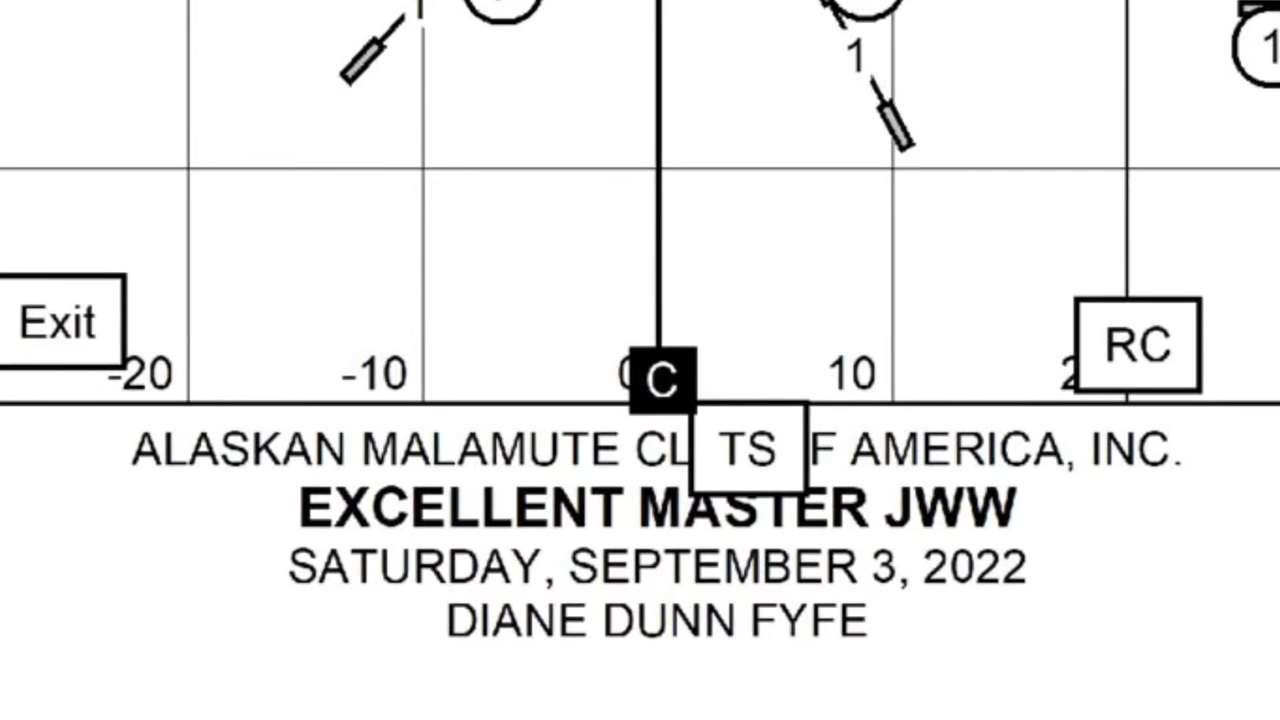 1
1
Exit
RC
-20
-10
10
C
TS
ALASKAN MALAMUTE CL F AMERICA, INC.
EXCELLENT MASTER JWW
SATURDAY, SEPTEMBER 3, 2022
DIANE DUNN FYFE